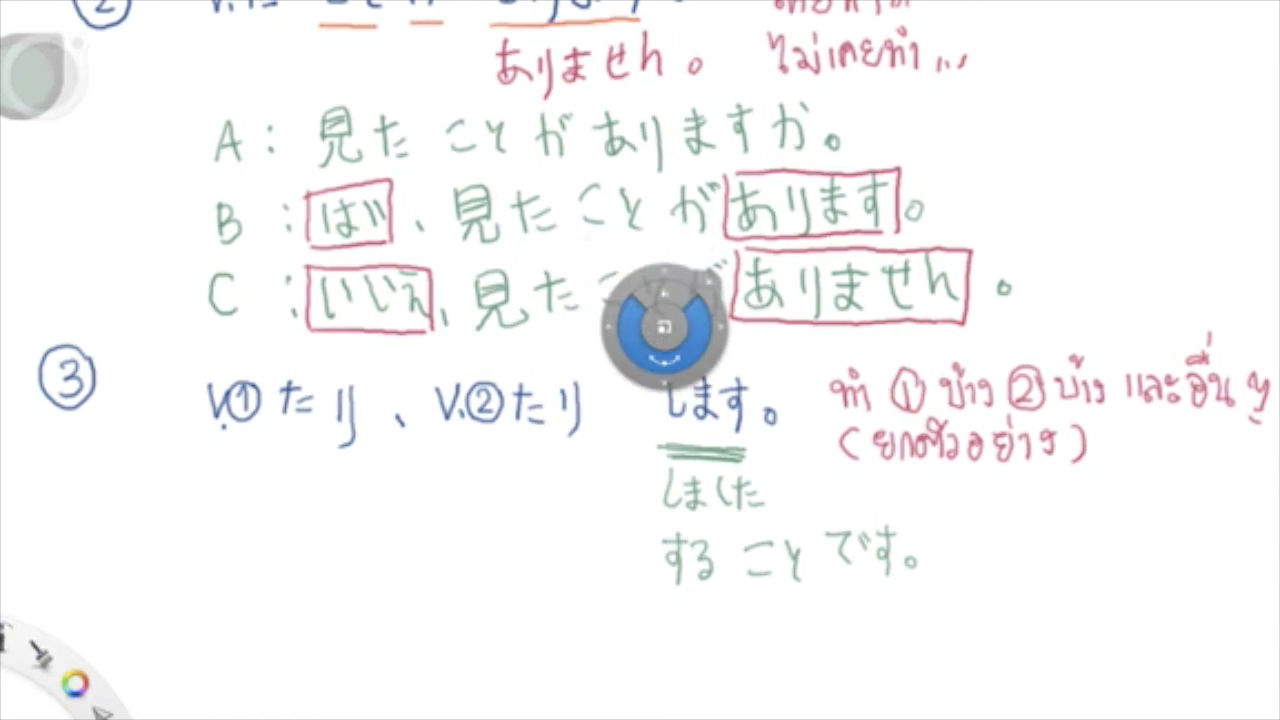 ②
ありません。 ไม่เคยทำ...
A : 見たことがありますか。
B : はい、見たことがあります。
C : いいえ、見たこ ありません。
③ V.①たり、V.②たり します。 ทำ ① บ้าง ② บ้าง และอื่น ๆ
(ยกตัวอย่าง)
しました
することです。